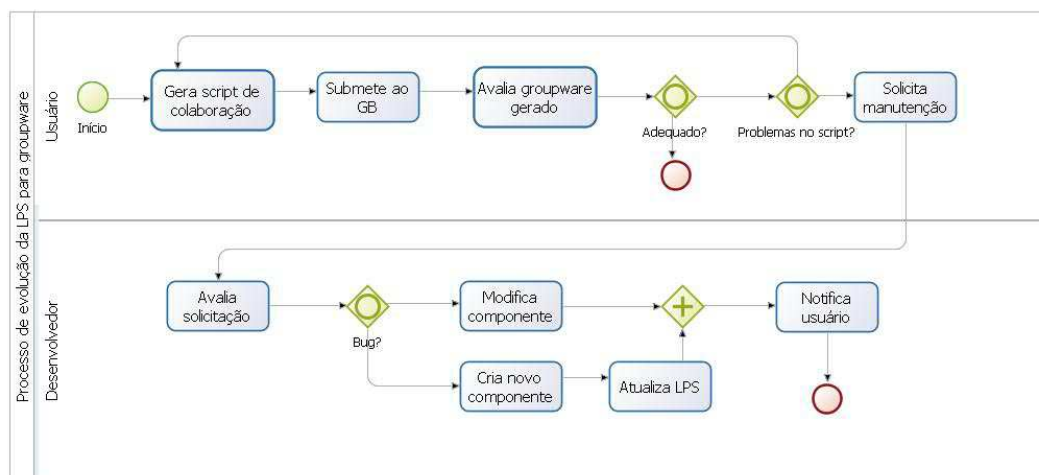 Processo de evolução da LPS para groupware
Usuário
Início
Gera script de
colaboração
Submete ao
GB
Avalia groupware
gerado
Adequado?
Problemas no script?
Solicita
manutenção
Desenvolvedor
Avalia
solicitação
Bug?
Modifica
componente
Cria novo
componente
Atualiza LPS
Notifica
usuário